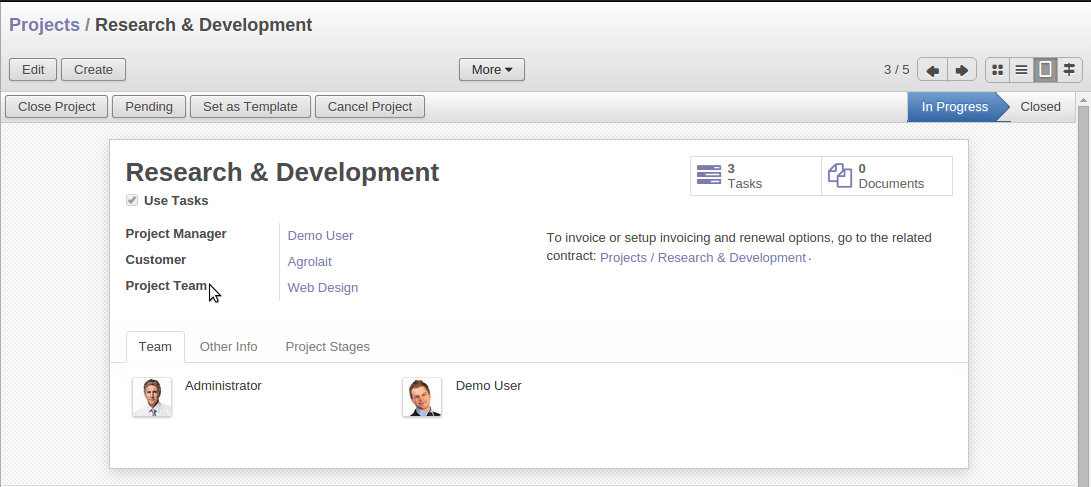 Projects / Research & Development
Edit Create More 3 / 5
Close Project Pending Set as Template Cancel Project In Progress Closed
Research & Development
3 Tasks
0 Documents
Use Tasks
Project Manager Demo User
Customer Agrolait
Project Team Web Design
To invoice or setup invoicing and renewal options, go to the related
contract: Projects / Research & Development .
Team Other Info Project Stages
Administrator Demo User